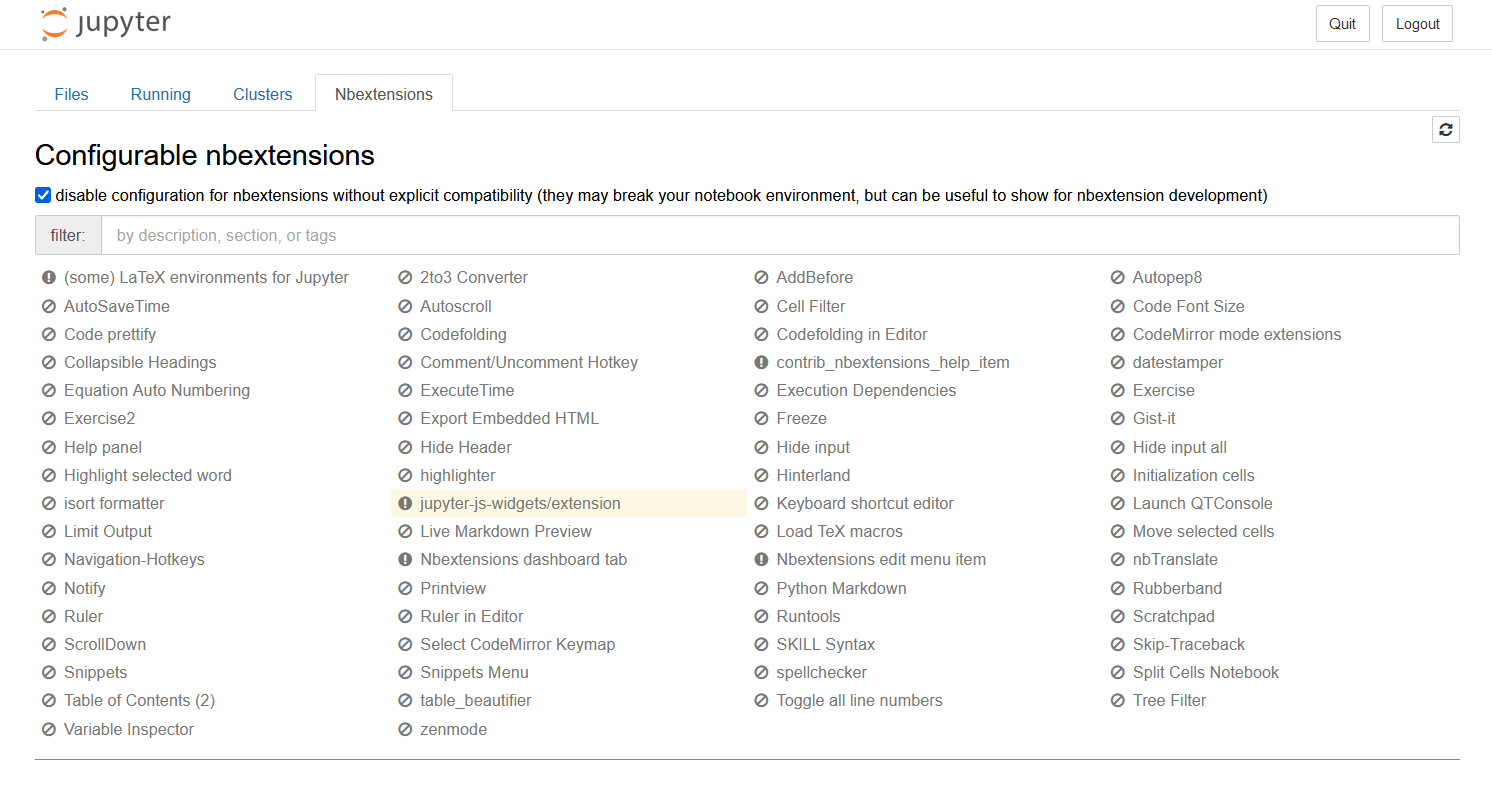 jupyter
Quit Logout
Files Running Clusters Nbextensions
Configurable nbextensions
disable configuration for nbextensions without explicit compatibility (they may break your notebook environment, but can be useful to show for nbextension development)
filter: by description, section, or tags
(some) LaTeX environments for Jupyter 2to3 Converter AddBefore Autopep8
AutoSaveTime Autoscroll Cell Filter Code Font Size
Code prettify Codefolding Codefolding in Editor CodeMirror mode extensions
Collapsible Headings Comment/Uncomment Hotkey contrib_nbextensions_help_item datestamper
Equation Auto Numbering ExecuteTime Execution Dependencies Exercise
Exercise2 Export Embedded HTML Freeze Gist-it
Help panel Hide Header Hide input Hide input all
Highlight selected word highlighter Hinterland Initialization cells
isort formatter jupyter-js-widgets/extension Keyboard shortcut editor Launch QTConsole
Limit Output Live Markdown Preview Load TeX macros Move selected cells
Navigation-Hotkeys Nbextensions dashboard tab Nbextensions edit menu item nbTranslate
Notify Printview Python Markdown Rubberband
Ruler Ruler in Editor Runtools Scratchpad
ScrollDown Select CodeMirror Keymap SKILL Syntax Skip-Traceback
Snippets Snippets Menu spellchecker Split Cells Notebook
Table of Contents (2) table_beautifier Toggle all line numbers Tree Filter
Variable Inspector zenmode